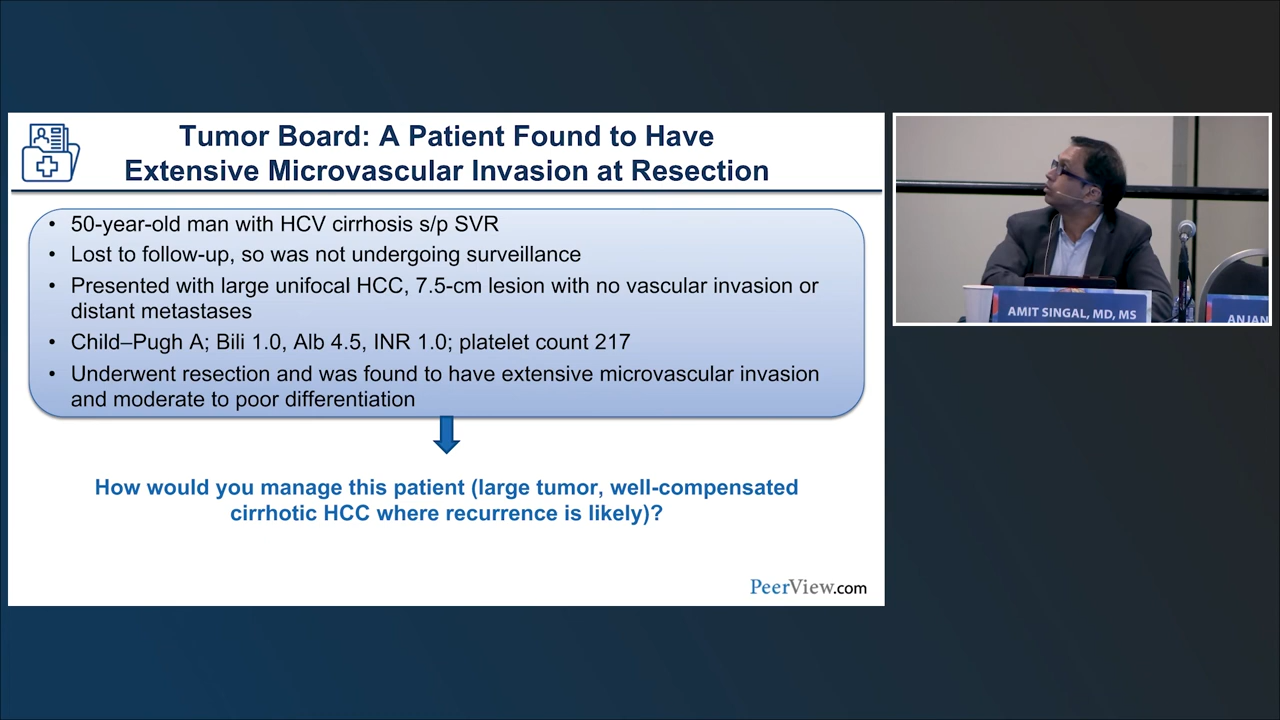 Tumor Board: A Patient Found to Have
Extensive Microvascular Invasion at Resection
• 50-year-old man with HCV cirrhosis s/p SVR
• Lost to follow-up, so was not undergoing surveillance
• Presented with large unifocal HCC, 7.5-cm lesion with no vascular invasion or
distant metastases
• Child–Pugh A; Bili 1.0, Alb 4.5, INR 1.0; platelet count 217
• Underwent resection and was found to have extensive microvascular invasion
and moderate to poor differentiation
How would you manage this patient (large tumor, well-compensated
cirrhotic HCC where recurrence is likely)?
PeerView.com
AMIT SINGAL, MD, MS
ANJAN